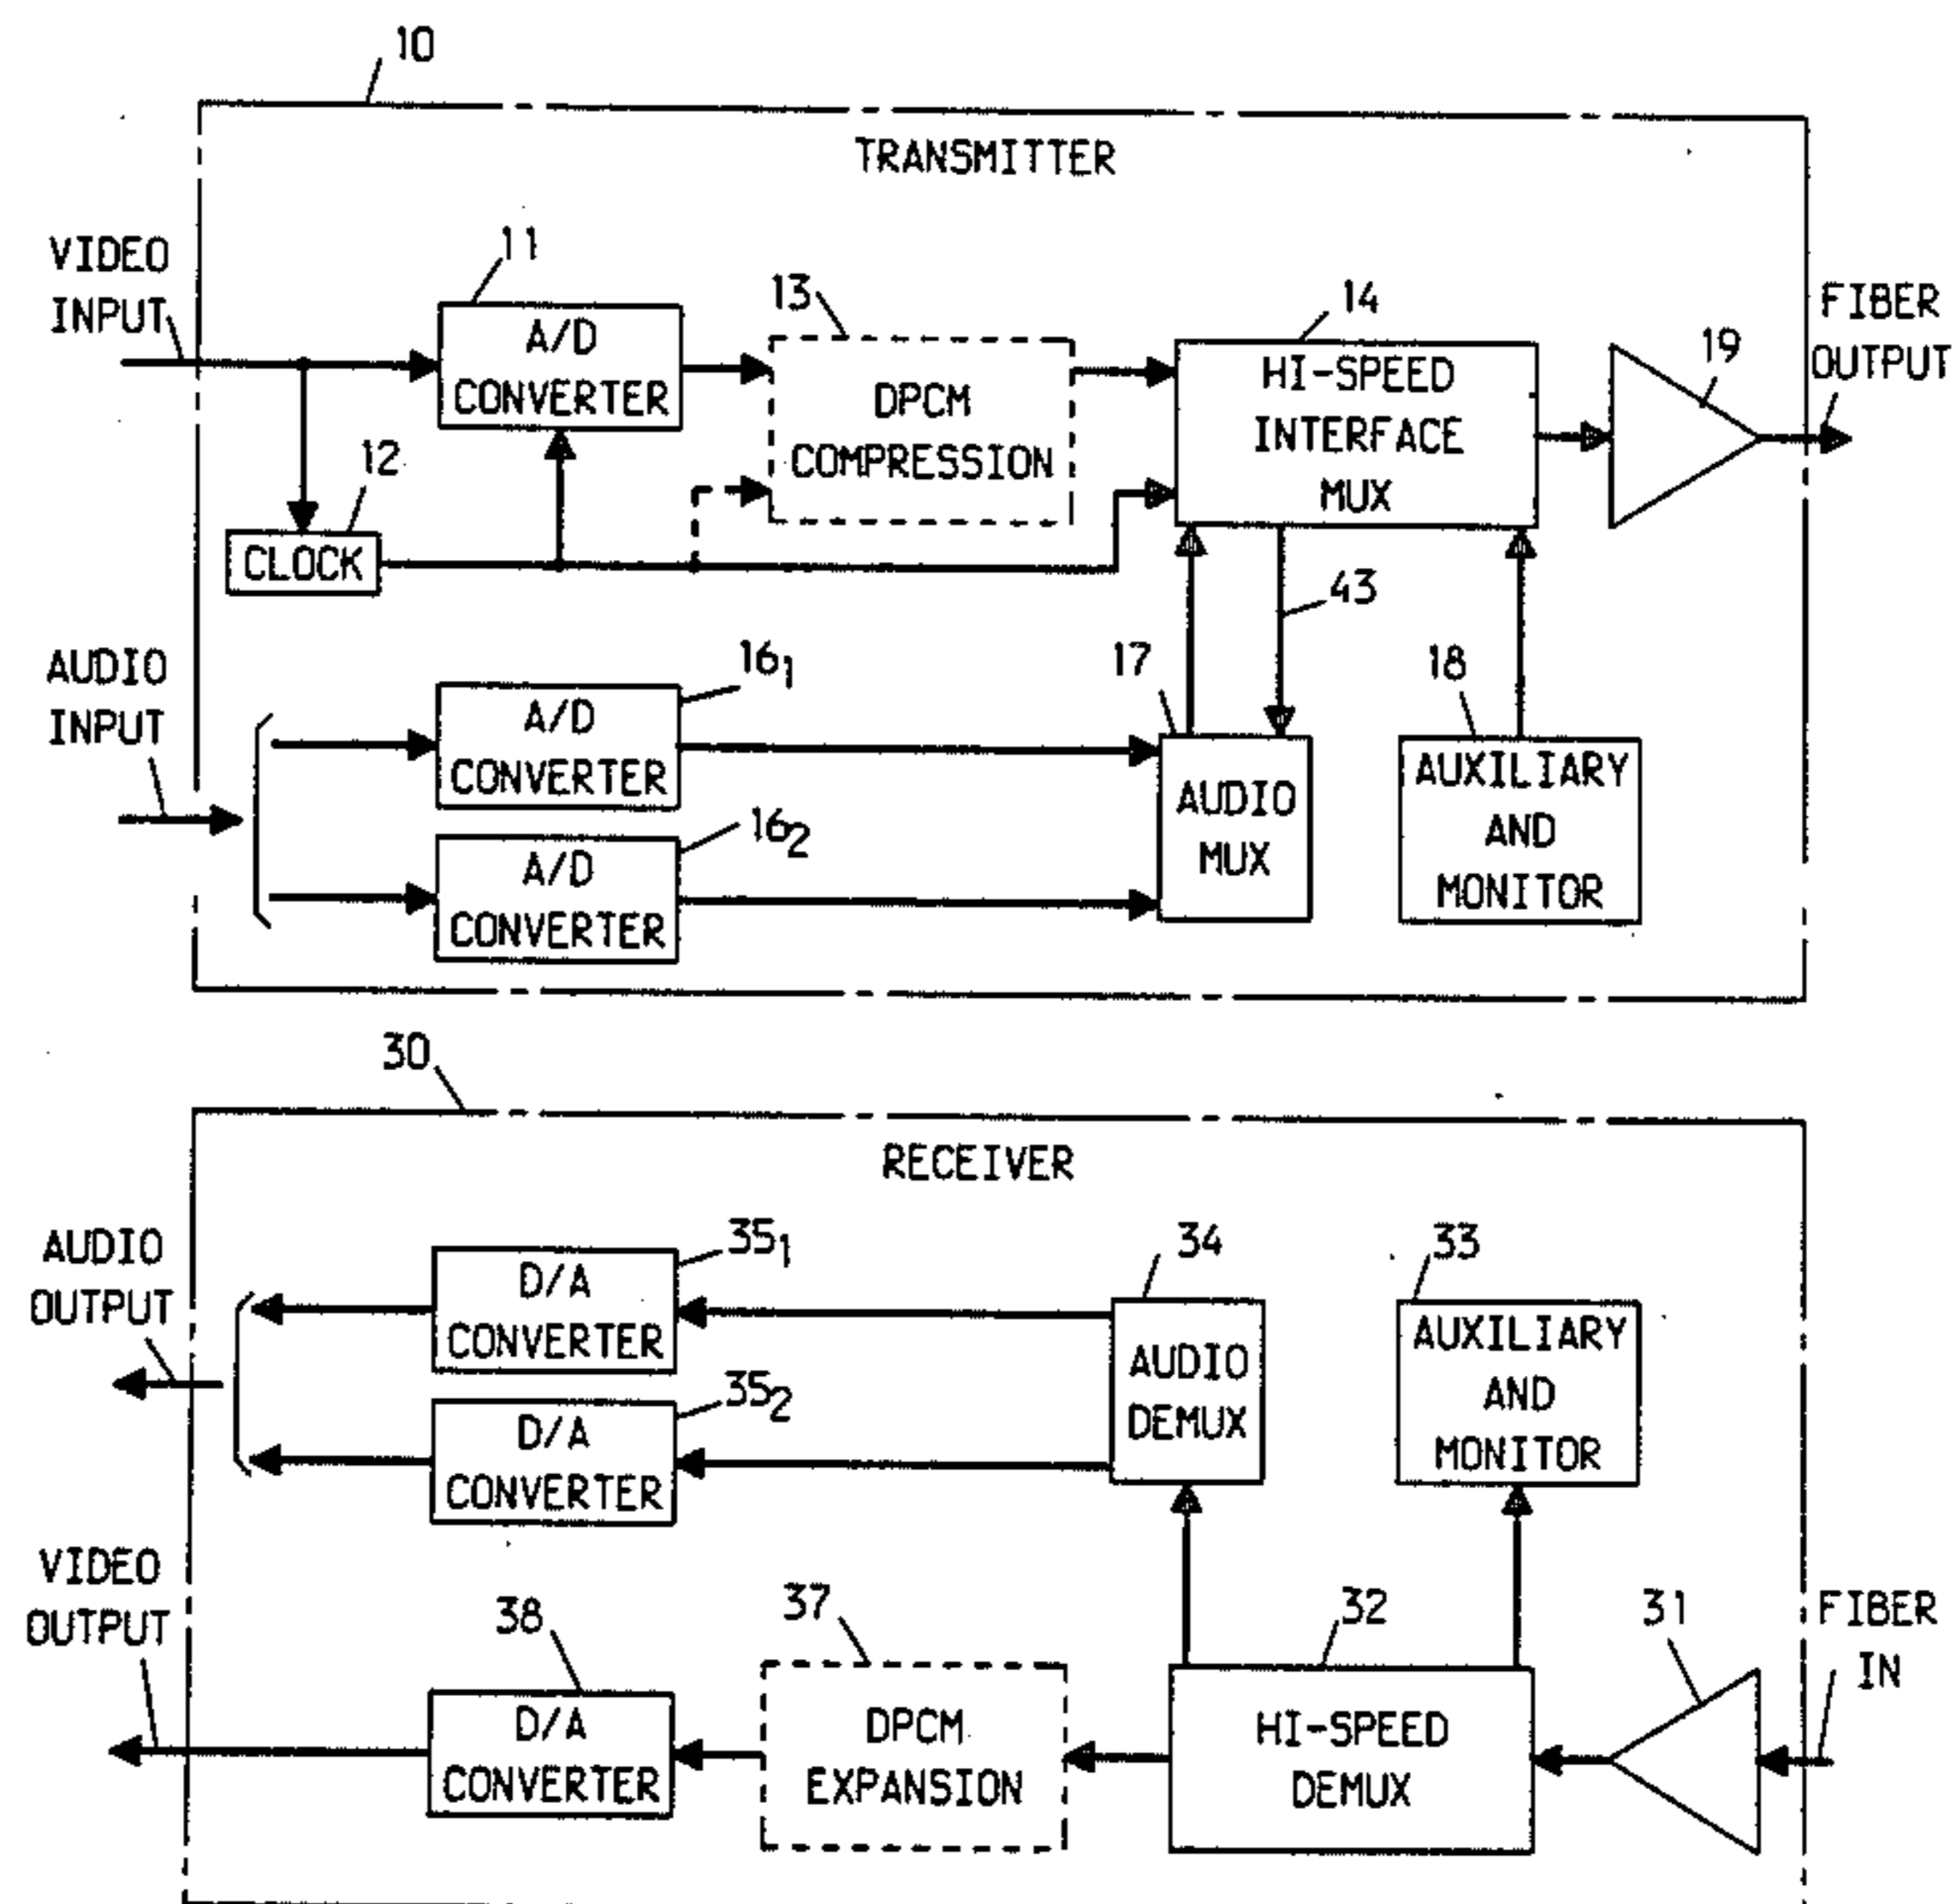 10
TRANSMITTER
VIDEO
INPUT
11
A/D
CONVERTER
12
CLOCK
13
DPCM
COMPRESSION
14
HI-SPEED
INTERFACE
MUX
19
FIBER
OUTPUT
43
AUDIO
INPUT
16₁
A/D
CONVERTER
16₂
A/D
CONVERTER
17
AUDIO
MUX
18
AUXILIARY
AND
MONITOR
30
RECEIVER
AUDIO
OUTPUT
35₁
D/A
CONVERTER
35₂
D/A
CONVERTER
34
AUDIO
DEMUX
33
AUXILIARY
AND
MONITOR
VIDEO
OUTPUT
38
D/A
CONVERTER
37
DPCM
EXPANSION
32
HI-SPEED
DEMUX
31
FIBER
IN